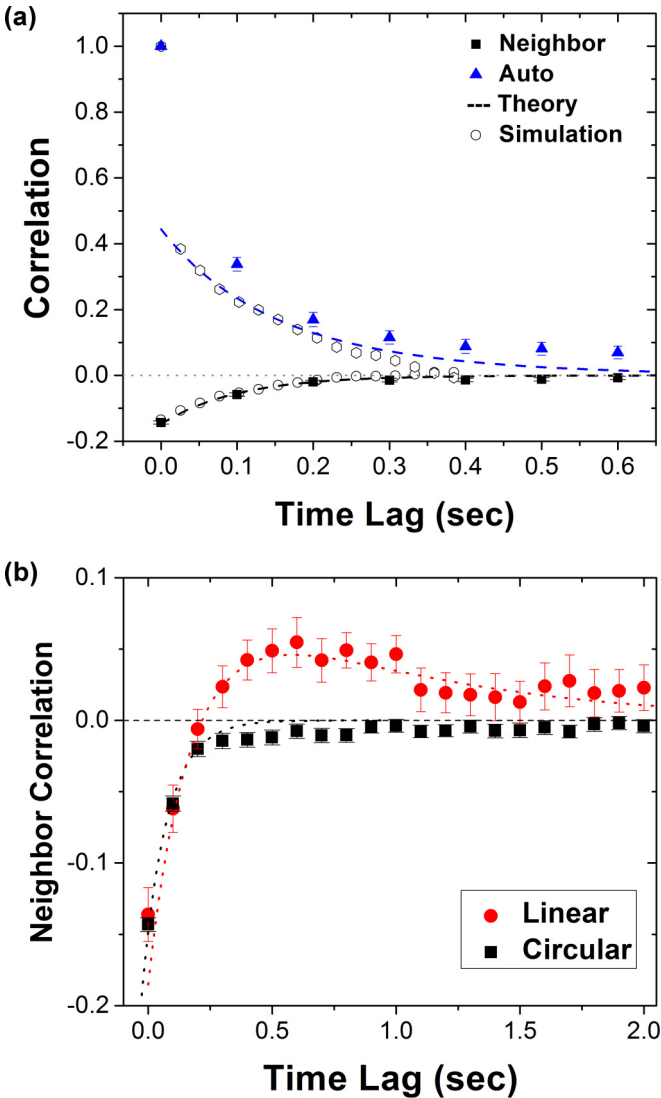 (a)
1.0
0.8
0.6
0.4
0.2
0.0
-0.2
Correlation
Neighbor
Auto
Theory
Simulation
0.0 0.1 0.2 0.3 0.4 0.5 0.6
Time Lag (sec)
(b)
0.1
0.0
-0.1
-0.2
Neighbor Correlation
Linear
Circular
0.0 0.5 1.0 1.5 2.0
Time Lag (sec)